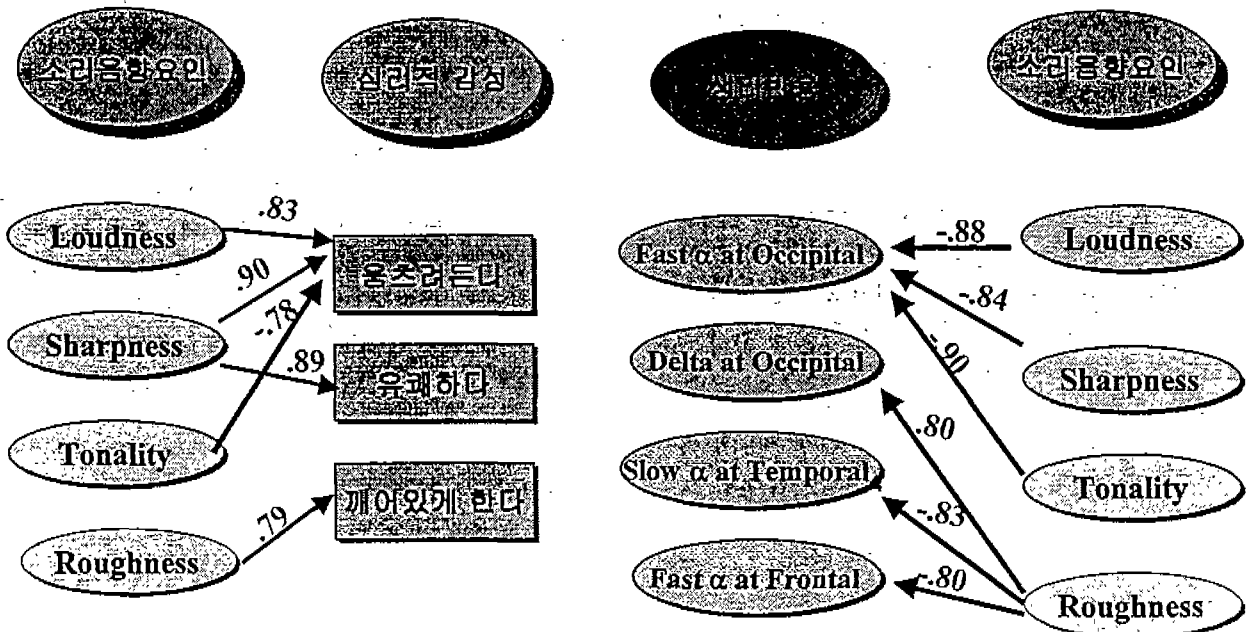 소리음향요인
심리적 감성
소리음향요인
Loudness
Sharpness
Tonality
Roughness
.83
.90
-.78
.89
.79
움츠려든다
유쾌하다
깨어있게 한다
Fast α at Occipital
Delta at Occipital
Slow α at Temporal
Fast α at Frontal
-.88
-.84
-.90
.80
-.83
-.80
Loudness
Sharpness
Tonality
Roughness